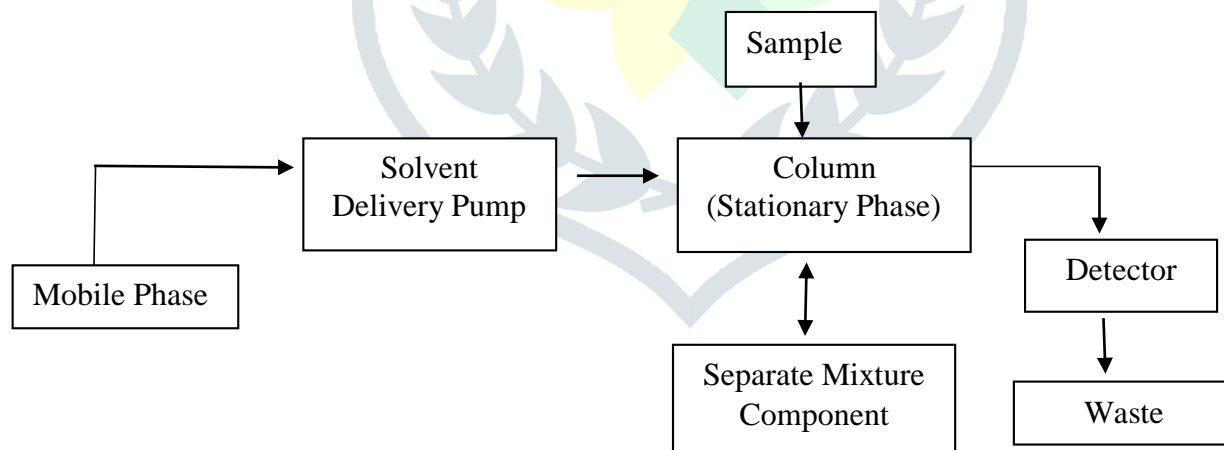 Sample
Solvent
Delivery Pump
Column
(Stationary Phase)
Mobile Phase
Detector
Separate Mixture
Component
Waste